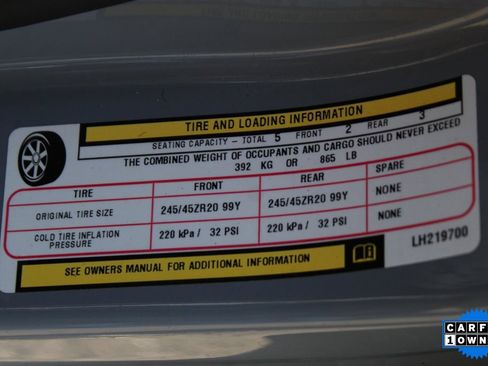 TIRE AND LOADING INFORMATION
SEATING CAPACITY - TOTAL 5 FRONT 2 REAR 3
THE COMBINED WEIGHT OF OCCUPANTS AND CARGO SHOULD NEVER EXCEED
392 KG OR 865 LB
TIRE FRONT REAR SPARE
ORIGINAL TIRE SIZE 245/45ZR20 99Y 245/45ZR20 99Y NONE
COLD TIRE INFLATION PRESSURE 220 kPa / 32 PSI 220 kPa / 32 PSI NONE
SEE OWNERS MANUAL FOR ADDITIONAL INFORMATION
LH219700
CARF
1 OWN